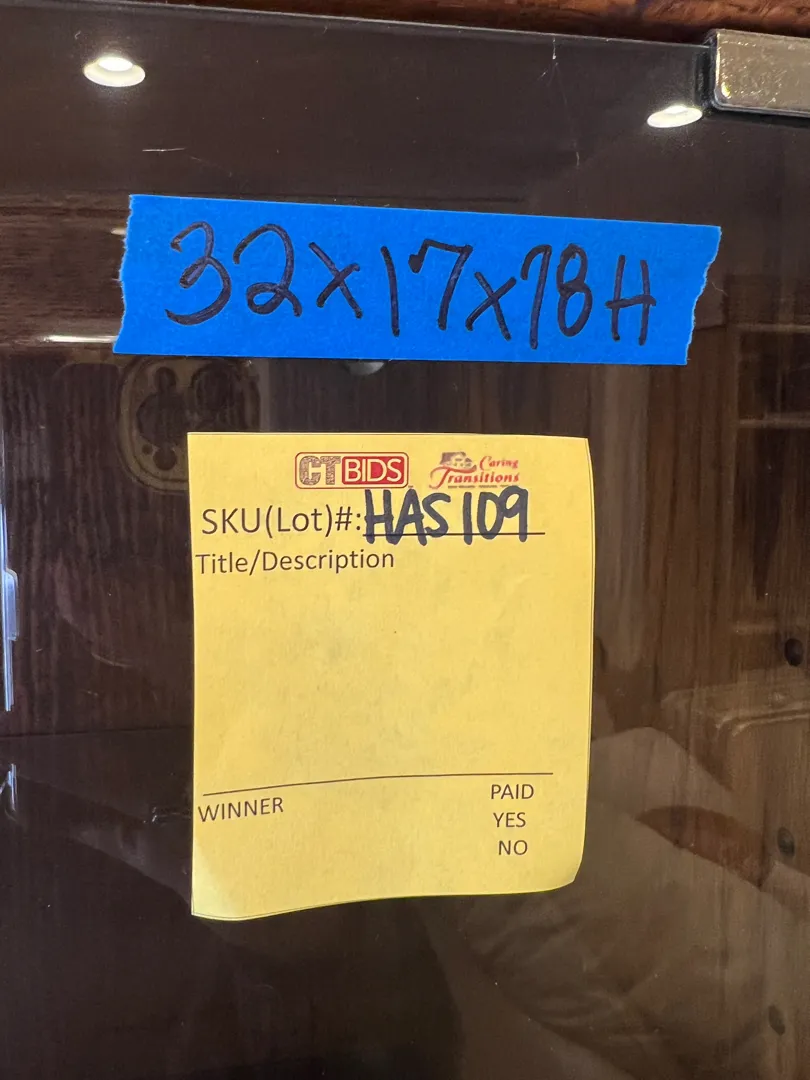 32x17x78H
CTBIDS
Caring
Transitions
SKU(Lot)#:HAS109
Title/Description
WINNER
PAID
YES
NO